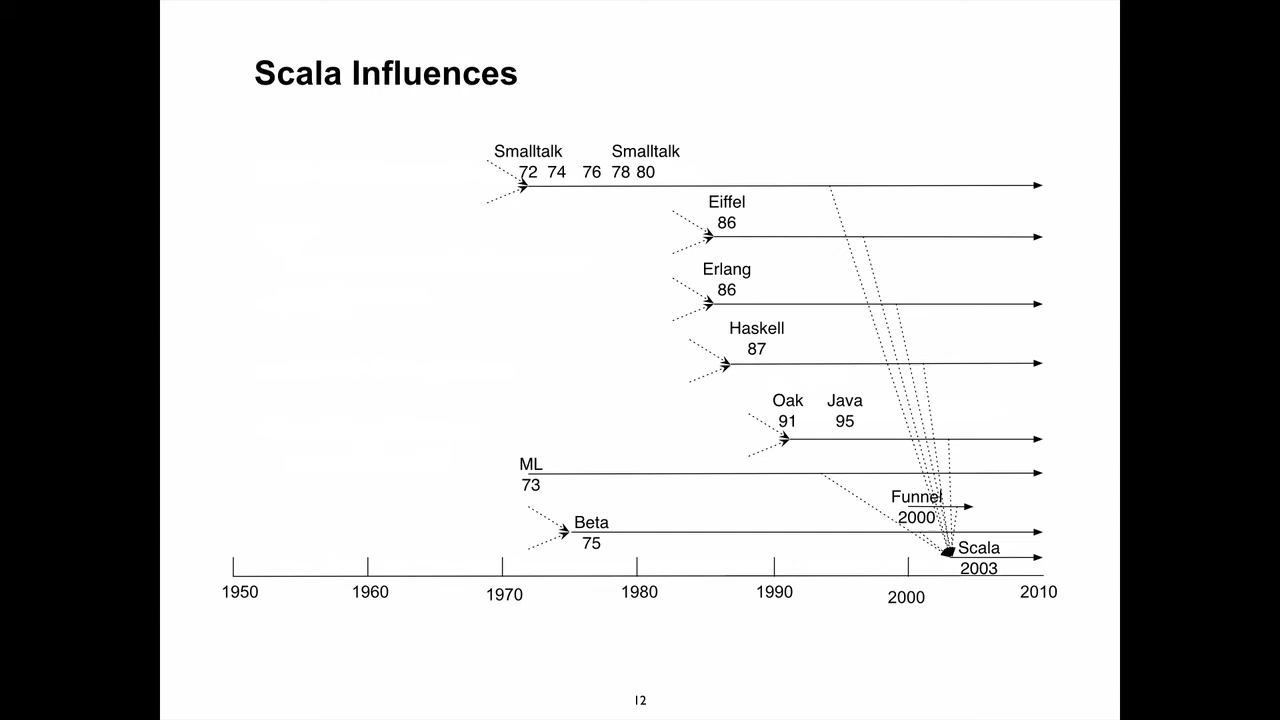 Scala Influences
Smalltalk Smalltalk
72 74 76 78 80
Eiffel
86
Erlang
86
Haskell
87
Oak Java
91 95
ML
73
Funnel
2000
Beta
75
Scala
2003
1950 1960 1970 1980 1990 2000 2010
12